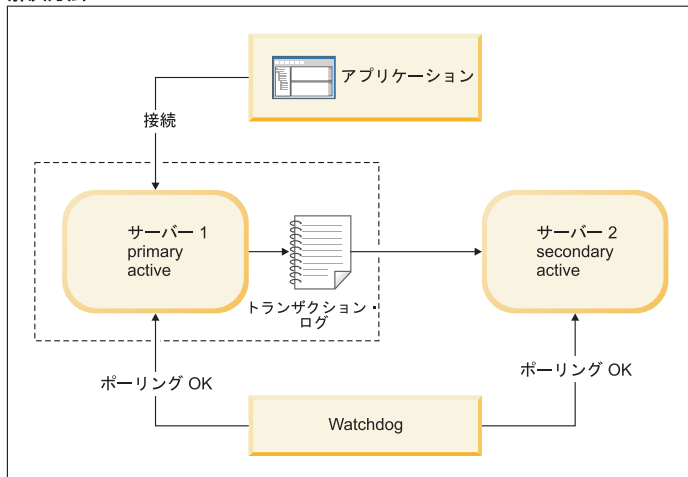 アプリケーション
接続
サーバー 1
primary
active
トランザクション・
ログ
サーバー 2
secondary
active
ポーリング OK
ポーリング OK
Watchdog